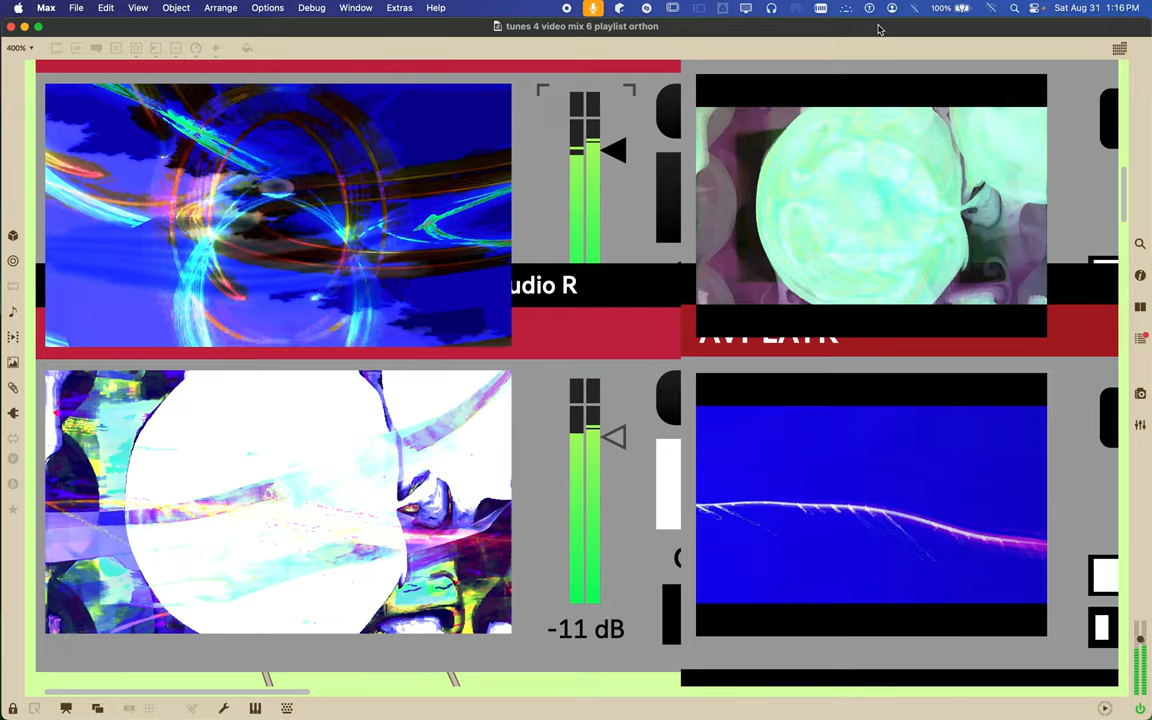 Max File Edit View Object Arrange Options Debug Window Extras Help 100% Sat Aug 31 1:16 PM
tunes 4 video mix 6 playlist orthon
400%
udio R
-11 dB